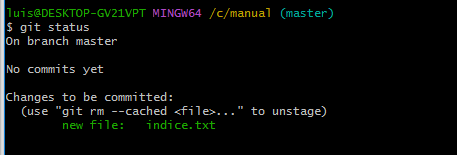 luis@DESKTOP-GV21VPT MINGW64 /c/manual (master)
$ git status
On branch master
No commits yet
Changes to be committed:
  (use "git rm --cached <file>..." to unstage)
        new file:   indice.txt